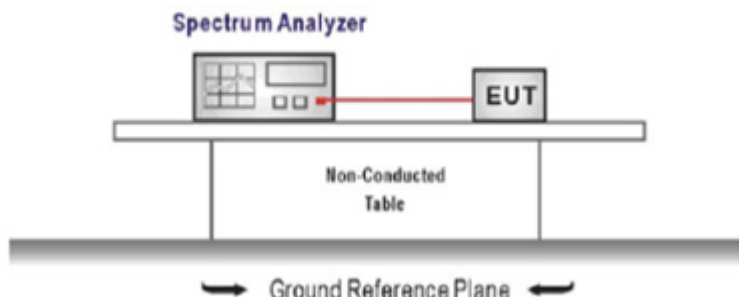 Spectrum Analyzer
EUT
Non-Conducted
Table
Ground Reference Plane